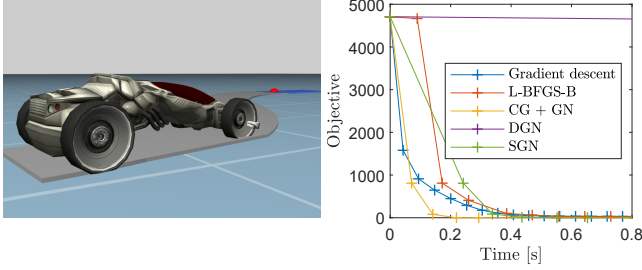 5000
4000
3000
2000
1000
0
Objective
Gradient descent
L-BFGS-B
CG + GN
DGN
SGN
0 0.2 0.4 0.6 0.8
Time [s]